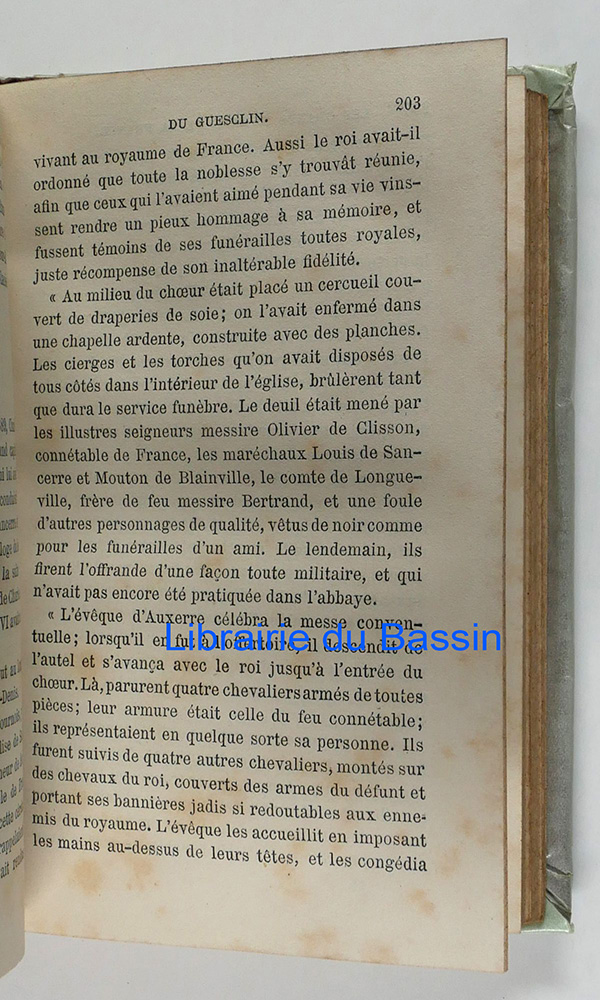 DU GUESCLIN.
203
vivant au royaume de France. Aussi le roi avait-il
ordonné que toute la noblesse s'y trouvât réunie,
afin que ceux qui l'avaient aimé pendant sa vie vins-
sent rendre un pieux hommage à sa mémoire, et
fussent témoins de ses funérailles toutes royales,
juste récompense de son inaltérable fidélité.
« Au milieu du chœur était placé un cercueil cou-
vert de draperies de soie; on l'avait enfermé dans
une chapelle ardente, construite avec des planches.
Les cierges et les torches qu'on avait disposés de
tous côtés dans l'intérieur de l'église, brûlèrent tant
que dura le service funèbre. Le deuil était mené par
les illustres seigneurs messire Olivier de Clisson,
connétable de France, les maréchaux Louis de San-
cerre et Mouton de Blainville, le comte de Longue-
ville, frère de feu messire Bertrand, et une foule
d'autres personnages de qualité, vêtus de noir comme
pour les funérailles d'un ami. Le lendemain, ils
firent l'offrande d'une façon toute militaire, et qui
n'avait pas encore été pratiquée dans l'abbaye.
« L'évêque d'Auxerre célébra la messe conven-
tuelle; lorsqu'il en fut à l'offertoire, il descendit de
Librairie du Bassin
l'autel et s'avança avec le roi jusqu'à l'entrée du
chœur. Là, parurent quatre chevaliers armés de toutes
pièces; leur armure était celle du feu connétable;
ils représentaient en quelque sorte sa personne. Ils
furent suivis de quatre autres chevaliers, montés sur
des chevaux du roi, couverts des armes du défunt et
portant ses bannières jadis si redoutables aux enne-
mis du royaume. L'évêque les accueillit en imposant
les mains au-dessus de leurs têtes, et les congédia